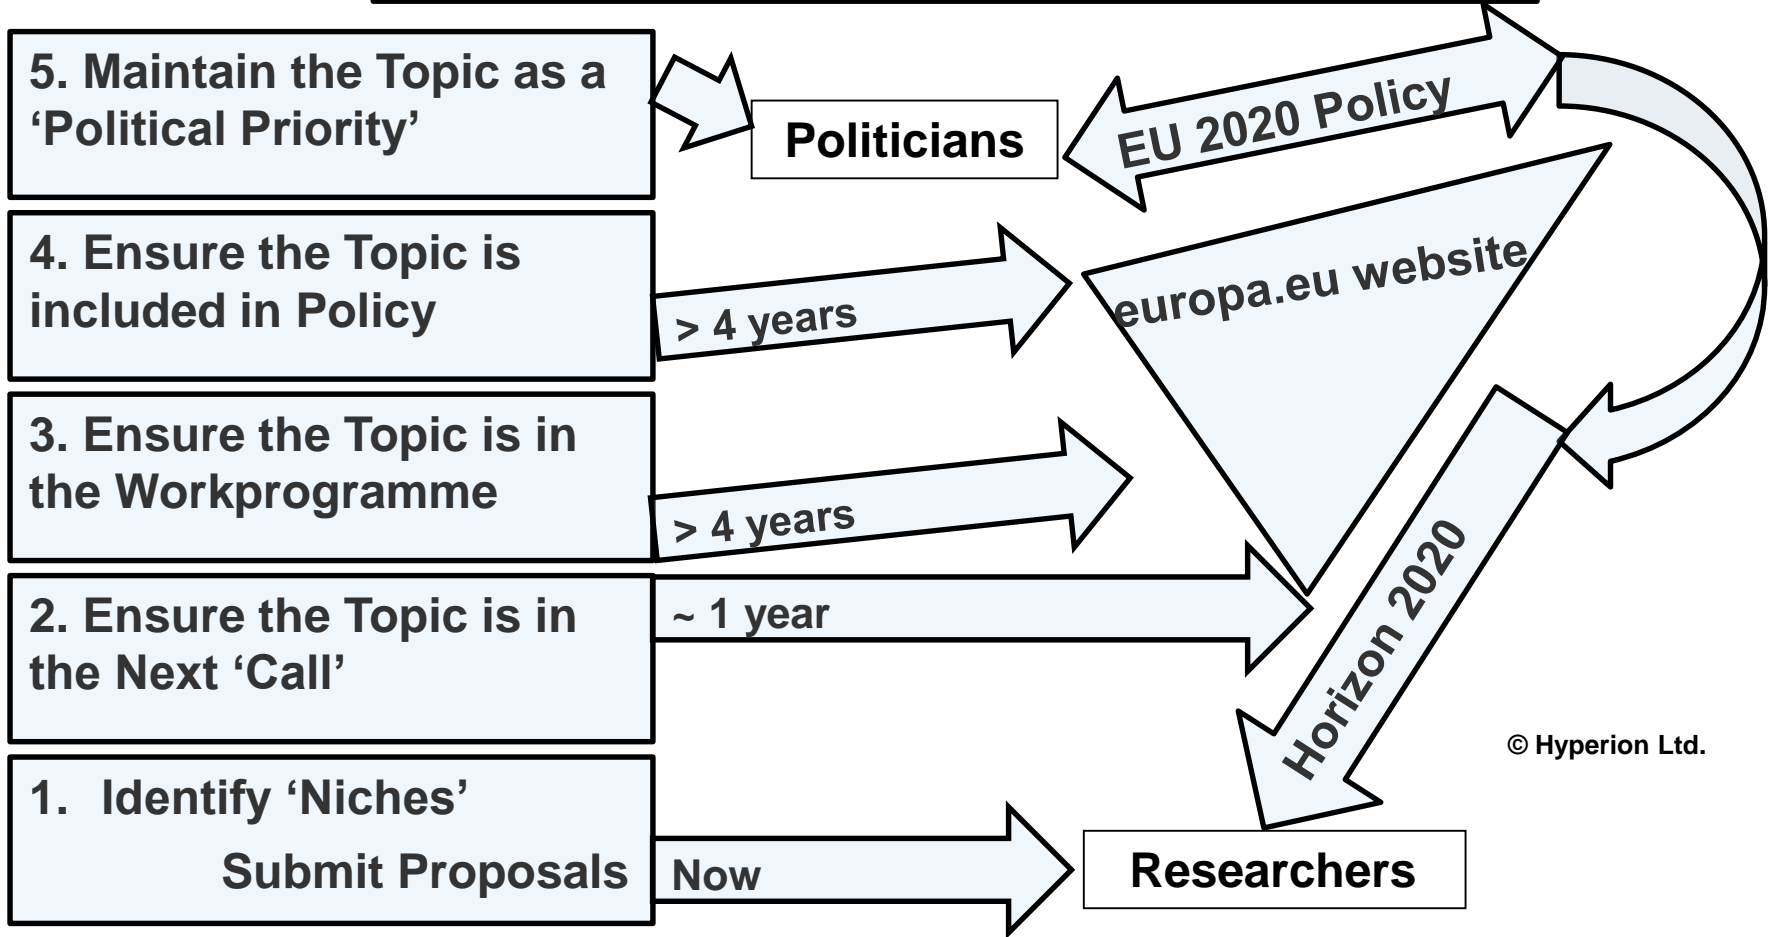 5. Maintain the Topic as a
‘Political Priority’
Politicians
EU 2020 Policy
4. Ensure the Topic is
included in Policy
> 4 years
europa.eu website
3. Ensure the Topic is in
the Workprogramme
> 4 years
2. Ensure the Topic is in
the Next ‘Call’
~ 1 year
Horizon 2020
© Hyperion Ltd.
1. Identify ‘Niches’
Submit Proposals
Now
Researchers